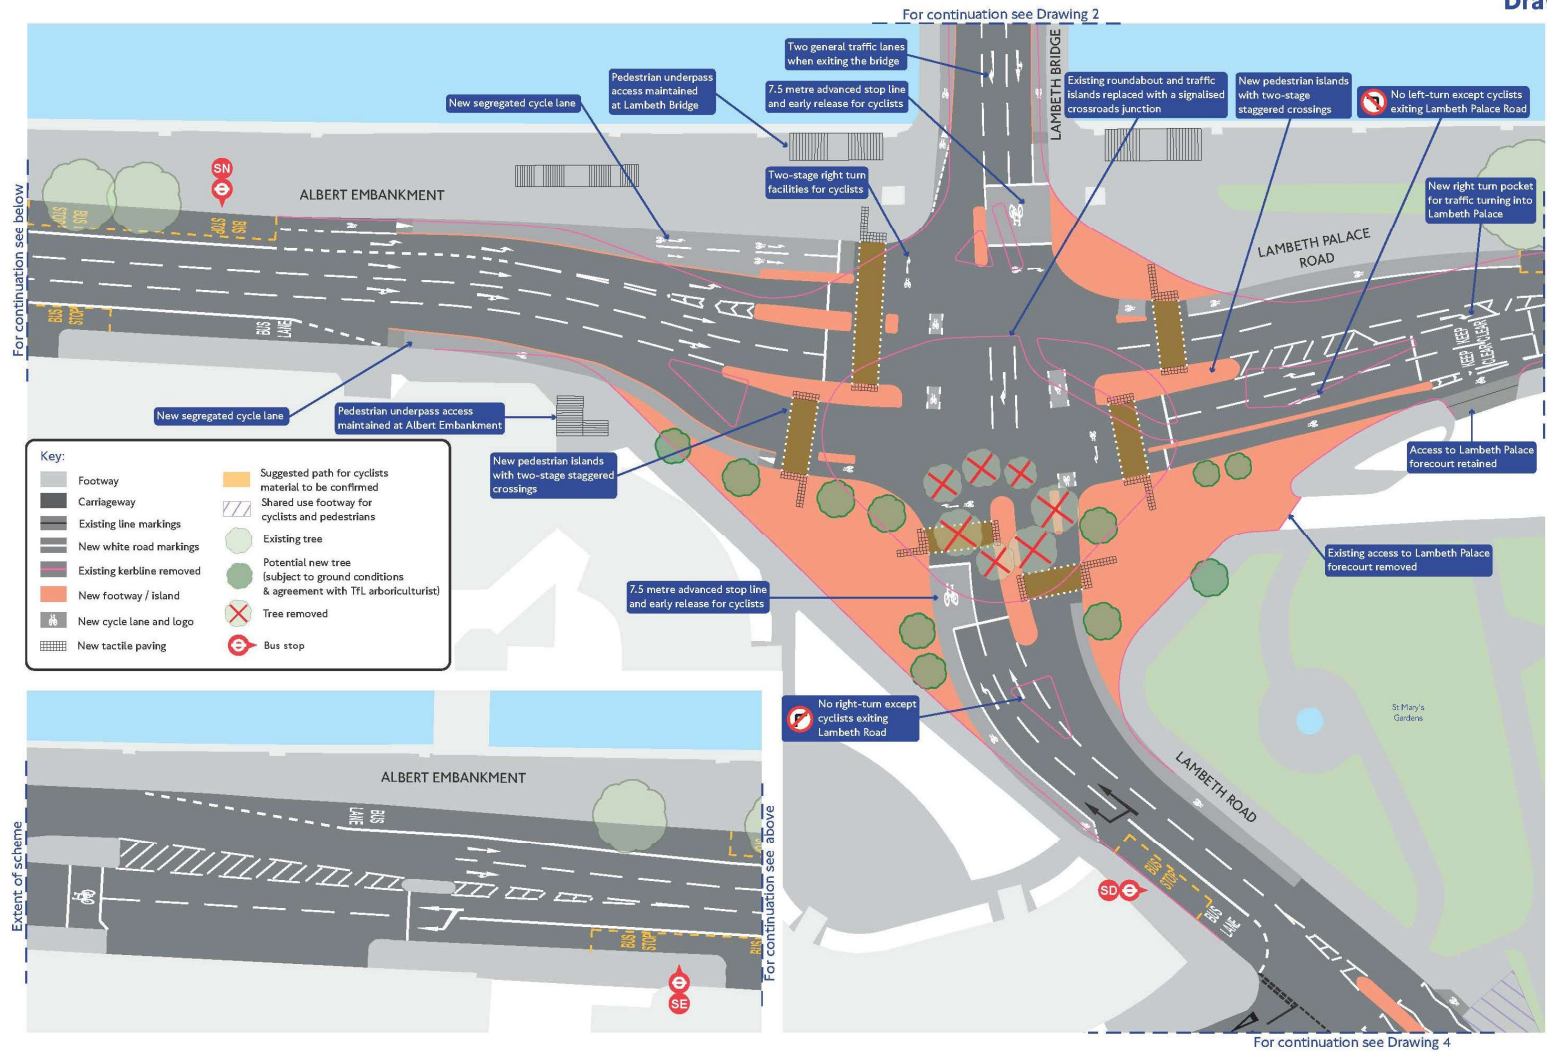 Draw
For continuation see Drawing 2
Two general traffic lanes
when exiting the bridge
LAMBETH BRIDGE
Pedestrian underpass
access maintained
at Lambeth Bridge
7.5 metre advanced stop line
and early release for cyclists
Existing roundabout and traffic
islands replaced with a signalised
crossroads junction
New pedestrian islands
with two-stage
staggered crossings
No left-turn except cyclists
exiting Lambeth Palace Road
New segregated cycle lane
Two-stage right turn
facilities for cyclists
New right turn pocket
for traffic turning into
Lambeth Palace
For continuation see below
SN
ALBERT EMBANKMENT
BUS
STOP
BUS
STOP
LAMBETH PALACE
ROAD
BUS
STOP
BUS
LANE
KEEP
CLEAR
KEEP
CLEAR
New segregated cycle lane
Pedestrian underpass access
maintained at Albert Embankment
New pedestrian islands
with two-stage staggered
crossings
Access to Lambeth Palace
forecourt retained
Existing access to Lambeth Palace
forecourt removed
7.5 metre advanced stop line
and early release for cyclists
Key:
Footway
Carriageway
Existing line markings
New white road markings
Existing kerbline removed
New footway / island
New cycle lane and logo
New tactile paving
Suggested path for cyclists
material to be confirmed
Shared use footway for
cyclists and pedestrians
Existing tree
Potential new tree
(subject to ground conditions
& agreement with TfL arboriculturist)
Tree removed
Bus stop
No right-turn except
cyclists exiting
Lambeth Road
St Mary's
Gardens
LAMBETH ROAD
BUS
STOP
SD
BUS
LANE
ALBERT EMBANKMENT
BUS
LANE
Extent of scheme
For continuation see above
BUS
STOP
BUS
SE
For continuation see Drawing 4